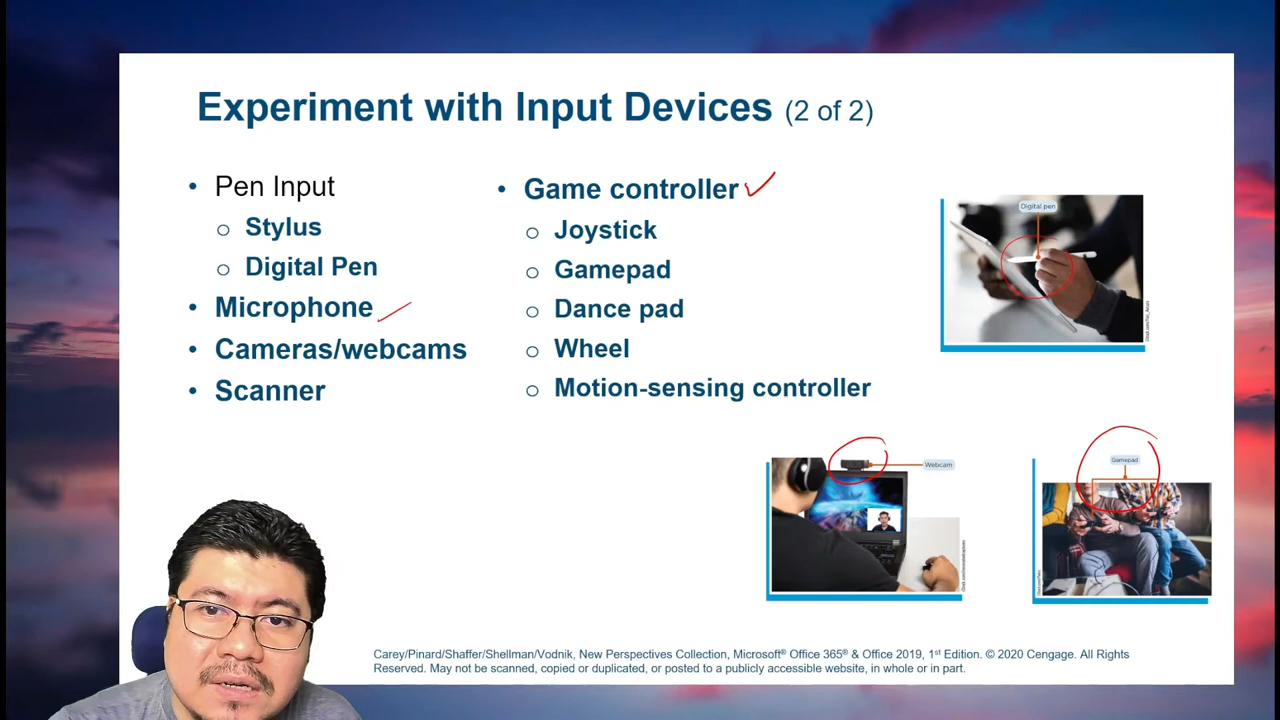 Experiment with Input Devices (2 of 2)
• Pen Input
o Stylus
o Digital Pen
• Microphone
• Cameras/webcams
• Scanner
• Game controller
o Joystick
o Gamepad
o Dance pad
o Wheel
o Motion-sensing controller
Digital pen
Webcam
Gamepad
Carey/Pinard/Shaffer/Shellman/Vodnik, New Perspectives Collection, Microsoft® Office 365® & Office 2019, 1st Edition. © 2020 Cengage. All Rights
Reserved. May not be scanned, copied or duplicated, or posted to a publicly accessible website, in whole or in part.